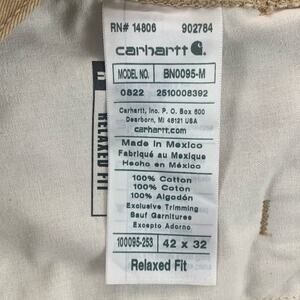 RN# 14806 902784
carhartt
MODEL NO. BN0095-M
0822 2510008392
Carhartt, Inc. P.O. Box 600
Dearborn, MI 48121 USA
carhartt.com
Made in Mexico
Fabriqué au Mexique
Hecho en México
100% Cotton
100% Coton
100% Algodón
Exclusive Trimming
Sauf Garnitures
Excepto Adorno
100095-253 42 x 32
Relaxed Fit
RELAXED FIT